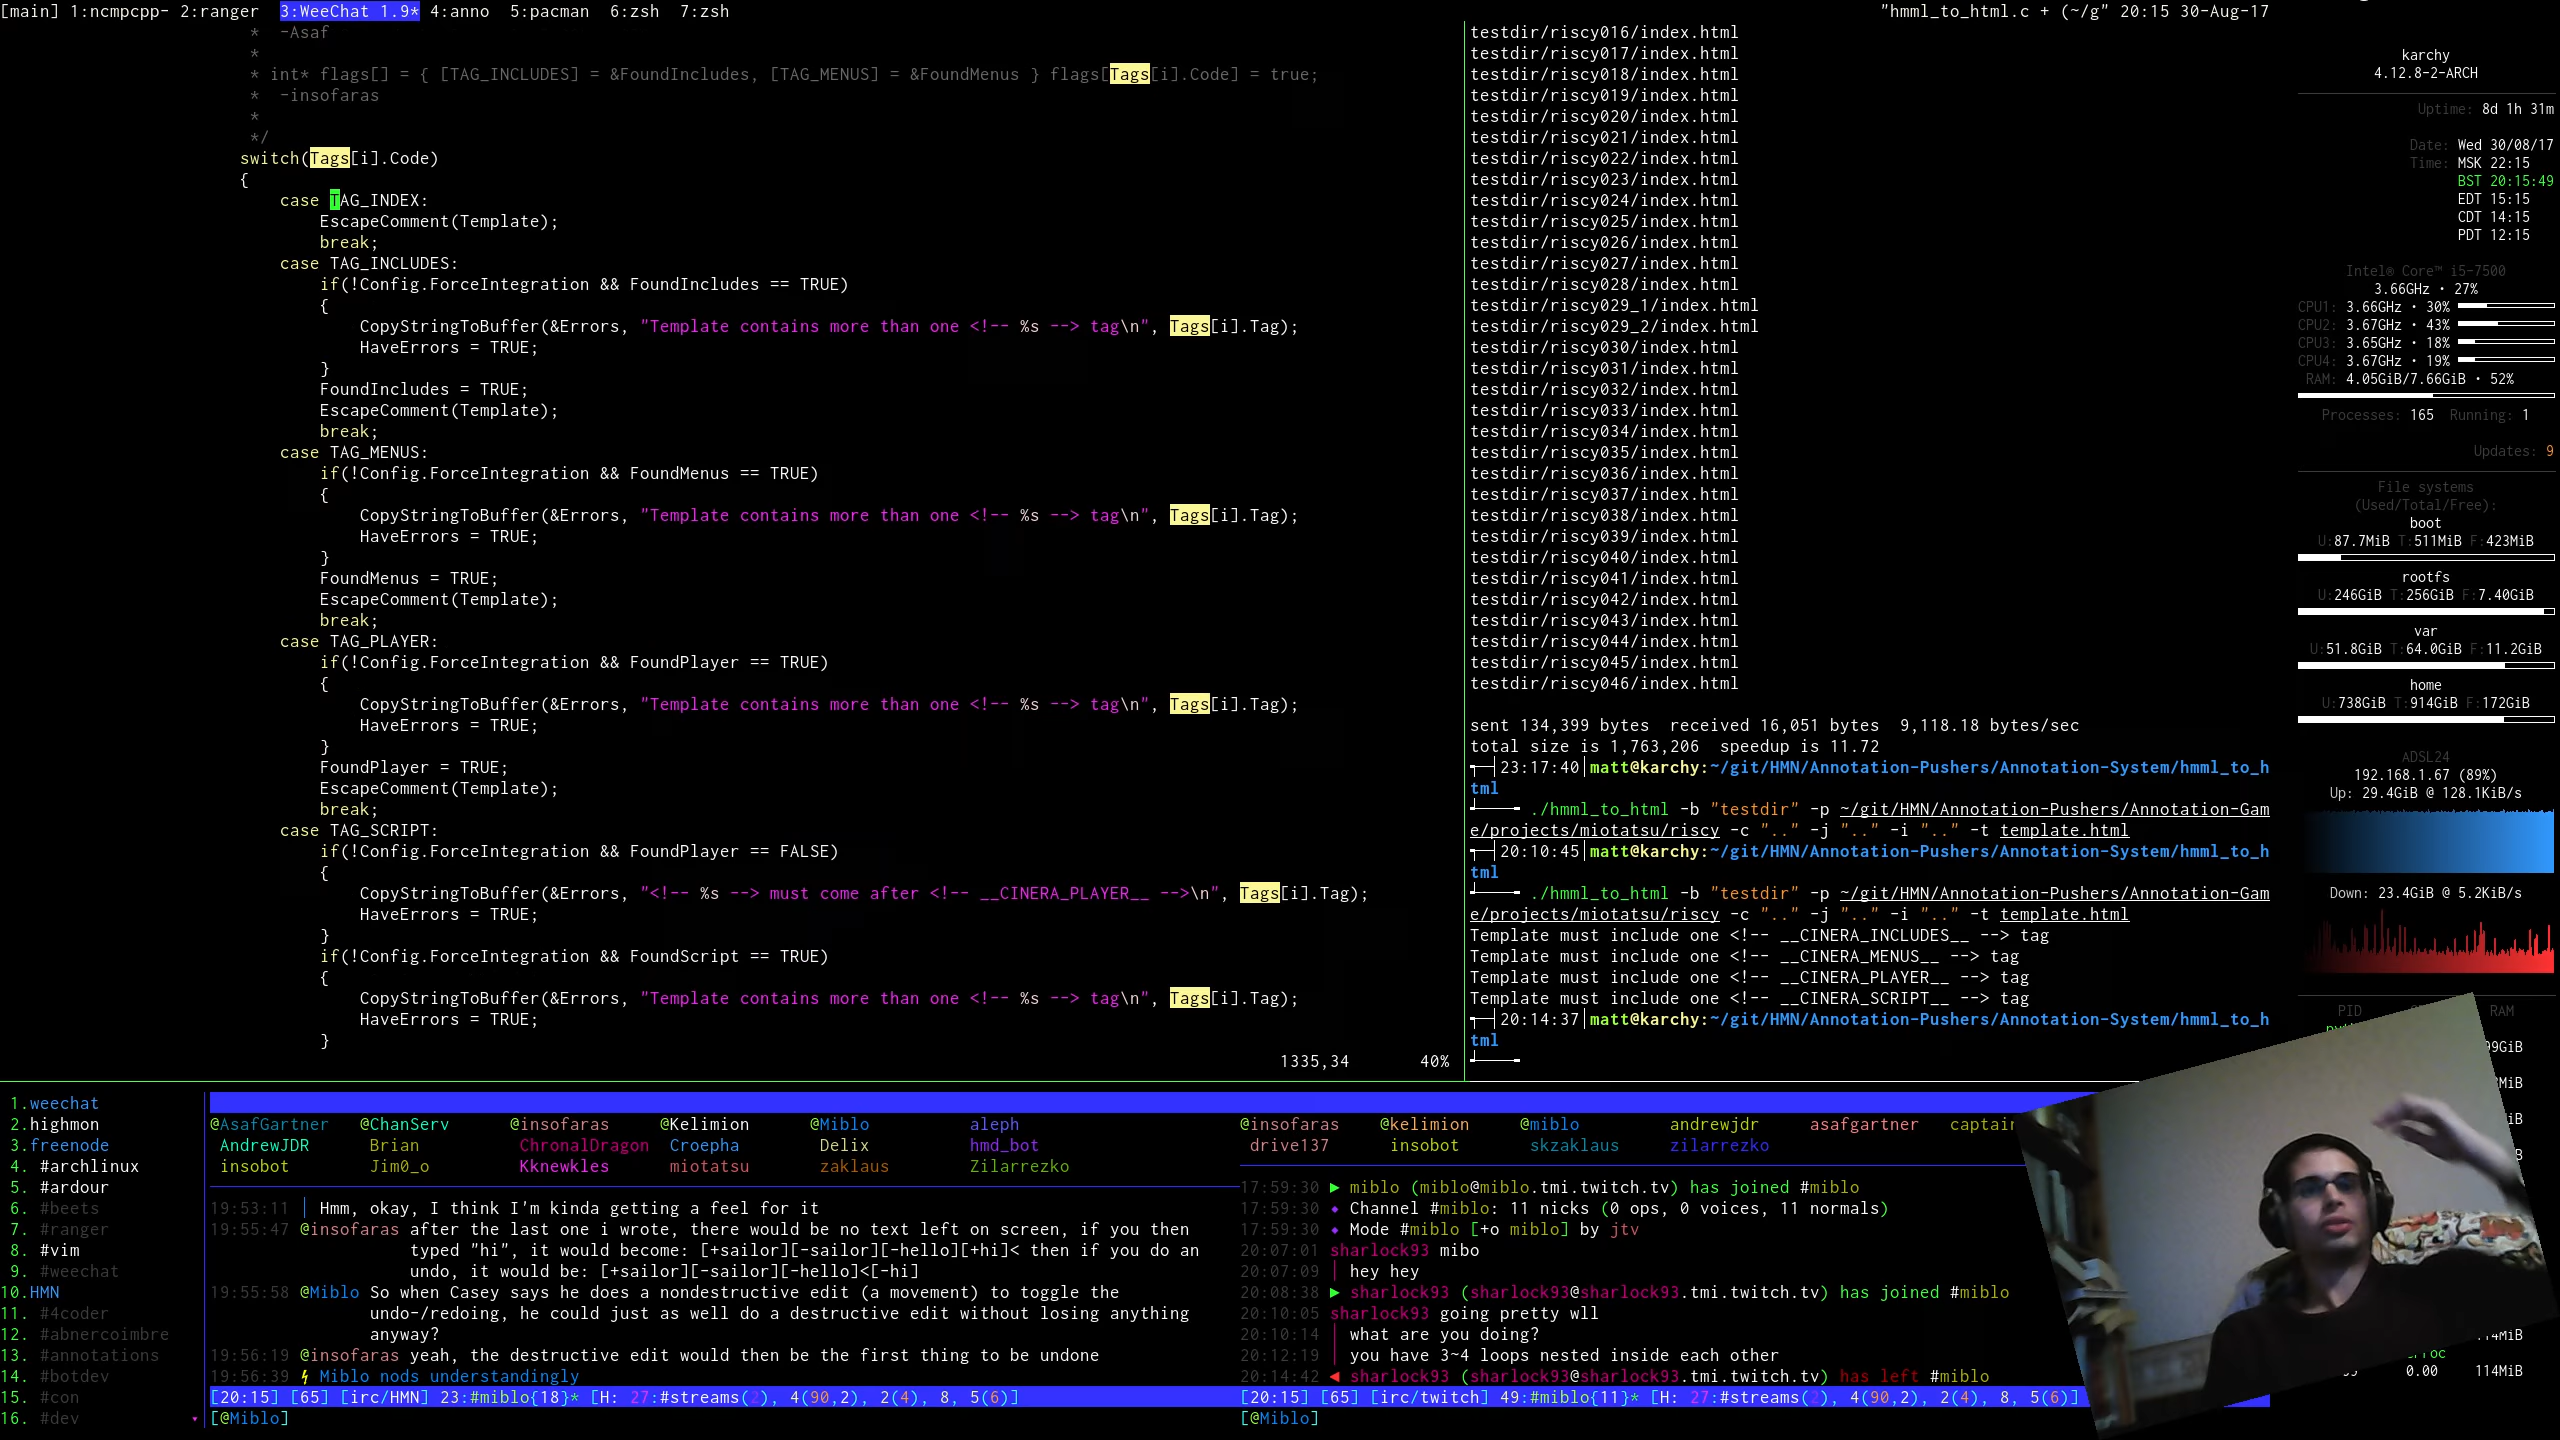 [main] 1:ncmpcpp- 2:ranger  3:WeeChat 1.9* 4:anno  5:pacman  6:zsh  7:zsh
"hmml_to_html.c + (~/g" 20:15 30-Aug-17
 *  -Asaf
 *
 * int* flags[] = { [TAG_INCLUDES] = &FoundIncludes, [TAG_MENUS] = &FoundMenus } flags[Tags[i].Code] = true;
 *  -insofaras
 *
 */
switch(Tags[i].Code)
{
    case TAG_INDEX:
        EscapeComment(Template);
        break;
    case TAG_INCLUDES:
        if(!Config.ForceIntegration && FoundIncludes == TRUE)
        {
            CopyStringToBuffer(&Errors, "Template contains more than one <!-- %s --> tag\n", Tags[i].Tag);
            HaveErrors = TRUE;
        }
        FoundIncludes = TRUE;
        EscapeComment(Template);
        break;
    case TAG_MENUS:
        if(!Config.ForceIntegration && FoundMenus == TRUE)
        {
            CopyStringToBuffer(&Errors, "Template contains more than one <!-- %s --> tag\n", Tags[i].Tag);
            HaveErrors = TRUE;
        }
        FoundMenus = TRUE;
        EscapeComment(Template);
        break;
    case TAG_PLAYER:
        if(!Config.ForceIntegration && FoundPlayer == TRUE)
        {
            CopyStringToBuffer(&Errors, "Template contains more than one <!-- %s --> tag\n", Tags[i].Tag);
            HaveErrors = TRUE;
        }
        FoundPlayer = TRUE;
        EscapeComment(Template);
        break;
    case TAG_SCRIPT:
        if(!Config.ForceIntegration && FoundPlayer == FALSE)
        {
            CopyStringToBuffer(&Errors, "<!-- %s --> must come after <!-- __CINERA_PLAYER__ -->\n", Tags[i].Tag);
            HaveErrors = TRUE;
        }
        if(!Config.ForceIntegration && FoundScript == TRUE)
        {
            CopyStringToBuffer(&Errors, "Template contains more than one <!-- %s --> tag\n", Tags[i].Tag);
            HaveErrors = TRUE;
        }
1335,34       40%
testdir/riscy016/index.html
testdir/riscy017/index.html
testdir/riscy018/index.html
testdir/riscy019/index.html
testdir/riscy020/index.html
testdir/riscy021/index.html
testdir/riscy022/index.html
testdir/riscy023/index.html
testdir/riscy024/index.html
testdir/riscy025/index.html
testdir/riscy026/index.html
testdir/riscy027/index.html
testdir/riscy028/index.html
testdir/riscy029_1/index.html
testdir/riscy029_2/index.html
testdir/riscy030/index.html
testdir/riscy031/index.html
testdir/riscy032/index.html
testdir/riscy033/index.html
testdir/riscy034/index.html
testdir/riscy035/index.html
testdir/riscy036/index.html
testdir/riscy037/index.html
testdir/riscy038/index.html
testdir/riscy039/index.html
testdir/riscy040/index.html
testdir/riscy041/index.html
testdir/riscy042/index.html
testdir/riscy043/index.html
testdir/riscy044/index.html
testdir/riscy045/index.html
testdir/riscy046/index.html
sent 134,399 bytes  received 16,051 bytes  9,118.18 bytes/sec
total size is 1,763,206  speedup is 11.72
23:17:40|matt@karchy:~/git/HMN/Annotation-Pushers/Annotation-System/hmml_to_h
tml
./hmml_to_html -b "testdir" -p ~/git/HMN/Annotation-Pushers/Annotation-Gam
e/projects/miotatsu/riscy -c ".." -j ".." -i ".." -t template.html
20:10:45|matt@karchy:~/git/HMN/Annotation-Pushers/Annotation-System/hmml_to_h
tml
./hmml_to_html -b "testdir" -p ~/git/HMN/Annotation-Pushers/Annotation-Gam
e/projects/miotatsu/riscy -c ".." -j ".." -i ".." -t template.html
Template must include one <!-- __CINERA_INCLUDES__ --> tag
Template must include one <!-- __CINERA_MENUS__ --> tag
Template must include one <!-- __CINERA_PLAYER__ --> tag
Template must include one <!-- __CINERA_SCRIPT__ --> tag
20:14:37|matt@karchy:~/git/HMN/Annotation-Pushers/Annotation-System/hmml_to_h
tml
karchy
4.12.8-2-ARCH
Uptime: 8d 1h 31m
Date: Wed 30/08/17
Time: MSK 22:15
BST 20:15:49
EDT 15:15
CDT 14:15
PDT 12:15
Intel® Core™ i5-7500
3.66GHz • 27%
CPU1: 3.66GHz • 30%
CPU2: 3.67GHz • 43%
CPU3: 3.65GHz • 18%
CPU4: 3.67GHz • 19%
RAM: 4.05GiB/7.66GiB • 52%
Processes: 165  Running: 1
Updates: 9
File systems
(Used/Total/Free):
boot
U:87.7MiB T:511MiB F:423MiB
rootfs
U:246GiB T:256GiB F:7.40GiB
var
U:51.8GiB T:64.0GiB F:11.2GiB
home
U:738GiB T:914GiB F:172GiB
ADSL24
192.168.1.67 (89%)
Up: 29.4GiB @ 128.1KiB/s
Down: 23.4GiB @ 5.2KiB/s
PID RAM
0.00 114MiB
1.weechat
2.highmon
3.freenode
4. #archlinux
5. #ardour
6. #beets
7. #ranger
8. #vim
9. #weechat
10.HMN
11. #4coder
12. #abnercoimbre
13. #annotations
14. #botdev
15. #con
16. #dev
@AsafGartner @ChanServ @insofaras @Kelimion @Miblo aleph
AndrewJDR Brian ChronalDragon Croepha Delix hmd_bot
insobot Jim0_o Kknewkles miotatsu zaklaus Zilarrezko
19:53:11 | Hmm, okay, I think I'm kinda getting a feel for it
19:55:47 @insofaras after the last one i wrote, there would be no text left on screen, if you then
typed "hi", it would become: [+sailor][-sailor][-hello][+hi]< then if you do an
undo, it would be: [+sailor][-sailor][-hello]<[-hi]
19:55:58 @Miblo So when Casey says he does a nondestructive edit (a movement) to toggle the
undo-/redoing, he could just as well do a destructive edit without losing anything
anyway?
19:56:19 @insofaras yeah, the destructive edit would then be the first thing to be undone
19:56:39 Miblo nods understandingly
[20:15] [65] [irc/HMN] 23:#miblo{18}* [H: 27:#streams(2), 4(90,2), 2(4), 8, 5(6)]
[@Miblo]
@insofaras @kelimion @miblo andrewjdr asafgartner captain
drive137 insobot skzaklaus zilarrezko
17:59:30 ► miblo (miblo@miblo.tmi.twitch.tv) has joined #miblo
17:59:30 ⬥ Channel #miblo: 11 nicks (0 ops, 0 voices, 11 normals)
17:59:30 ⬥ Mode #miblo [+o miblo] by jtv
20:07:01 sharlock93 mibo
20:07:09 | hey hey
20:08:38 ► sharlock93 (sharlock93@sharlock93.tmi.twitch.tv) has joined #miblo
20:10:05 sharlock93 going pretty wll
20:10:14 | what are you doing?
20:12:19 | you have 3~4 loops nested inside each other
20:14:42 ◄ sharlock93 (sharlock93@sharlock93.tmi.twitch.tv) has left #miblo
[20:15] [65] [irc/twitch] 49:#miblo{11}* [H: 27:#streams(2), 4(90,2), 2(4), 8, 5(6)]
[@Miblo]